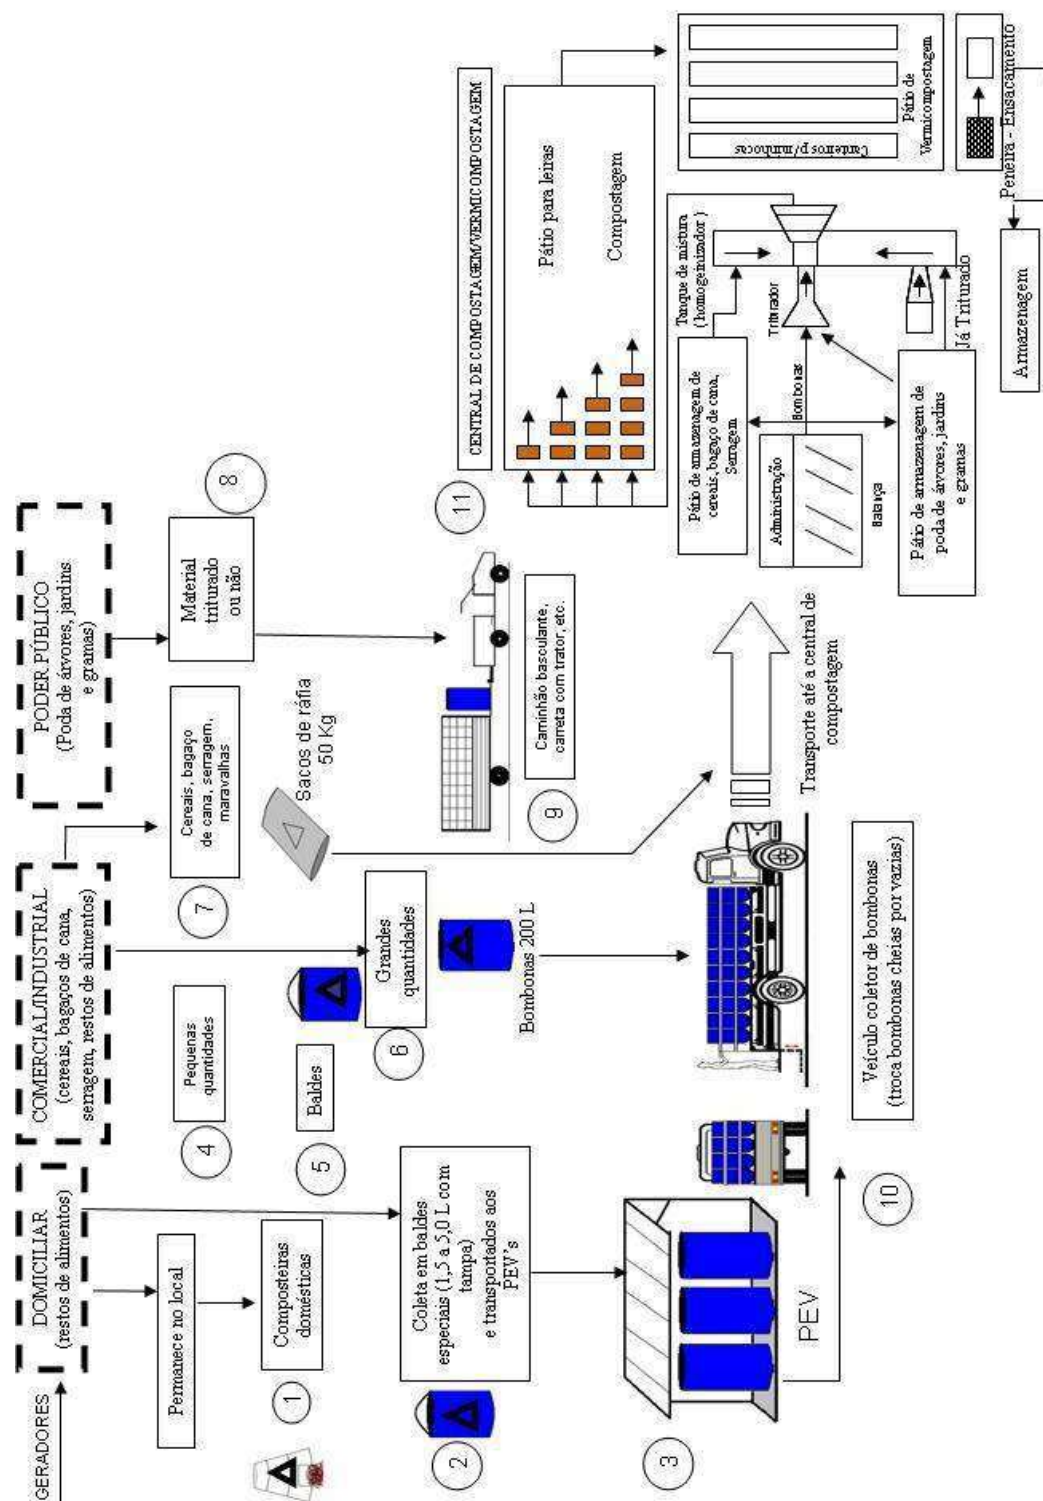 GERADORES
DOMICILIAR
(restos de alimentos)
COMERCIAL/INDUSTRIAL
(cereais, bagaços de cana,
serragem, restos de alimentos)
PODER PÚBLICO
(Poda de árvores, jardins
e gramas)
Permanece no local
1
Composteiras
domésticas
2
Coleta em baldes
especiais (1,5 a 5,0 L com
tampa)
e transportados aos
PEV's
3
PEV
4
Pequenas
quantidades
5
Baldes
6
Grandes
quantidades
Bombonas 200 L
7
Cereais, bagaço
de cana, serragem,
maravalhas
Sacos de ráfia
50 Kg
8
Material
triturado
ou não
9
Caminhão basculante,
carreta com trator, etc.
10
Veículo coletor de bombonas
(troca bombonas cheias por vazias)
Transporte até a central de
compostagem
11
CENTRAL DE COMPOSTAGEM/VERMICOMPOSTAGEM
Pátio para leiras
Compostagem
Pátio de armazenagem de
cereais, bagaço de cana,
Serragem
Tanque de mistura
(homogeinizador)
Triturador
Administração
Bombonas
Balança
Pátio de armazenagem de
poda de árvores, jardins
e gramas
Já Triturado
Canteiros p/ minhocas
Pátio de
Vermicompostagem
Peneira - Ensacamento
Armazenagem